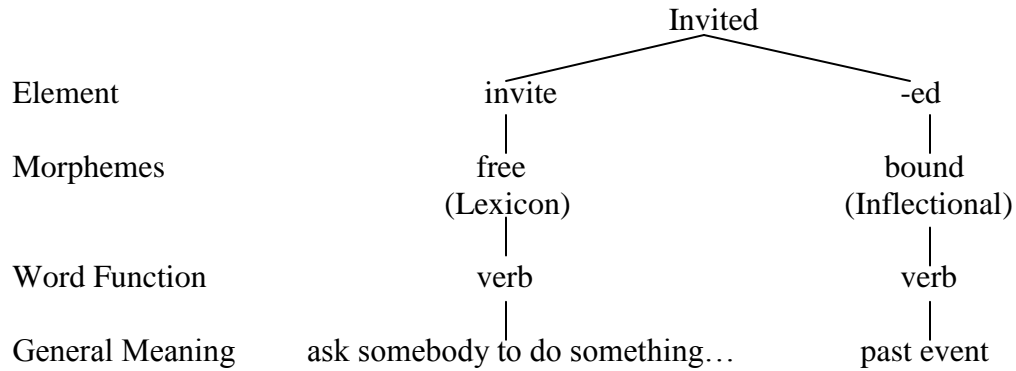 Invited
Element invite -ed
Morphemes free bound
(Lexicon) (Inflectional)
Word Function verb verb
General Meaning ask somebody to do something… past event